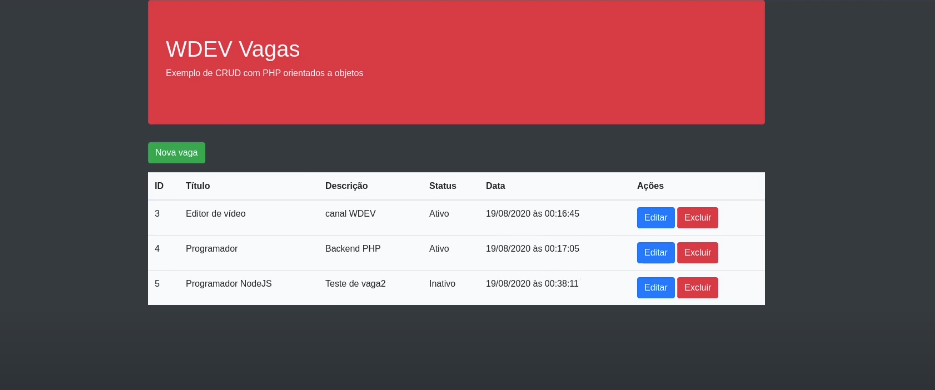 WDEV Vagas
Exemplo de CRUD com PHP orientados a objetos
Nova vaga
ID Título Descrição Status Data Ações
3 Editor de vídeo canal WDEV Ativo 19/08/2020 às 00:16:45 Editar Excluir
4 Programador Backend PHP Ativo 19/08/2020 às 00:17:05 Editar Excluir
5 Programador NodeJS Teste de vaga2 Inativo 19/08/2020 às 00:38:11 Editar Excluir